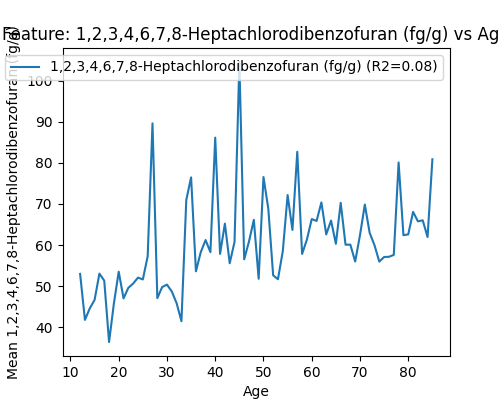 Feature: 1,2,3,4,6,7,8-Heptachlorodibenzofuran (fg/g) vs Ag
1,2,3,4,6,7,8-Heptachlorodibenzofuran (fg/g) (R2=0.08)
Mean 1,2,3,4,6,7,8-Heptachlorodibenzofuran (fg/g)
100
90
80
70
60
50
40
10 20 30 40 50 60 70 80
Age